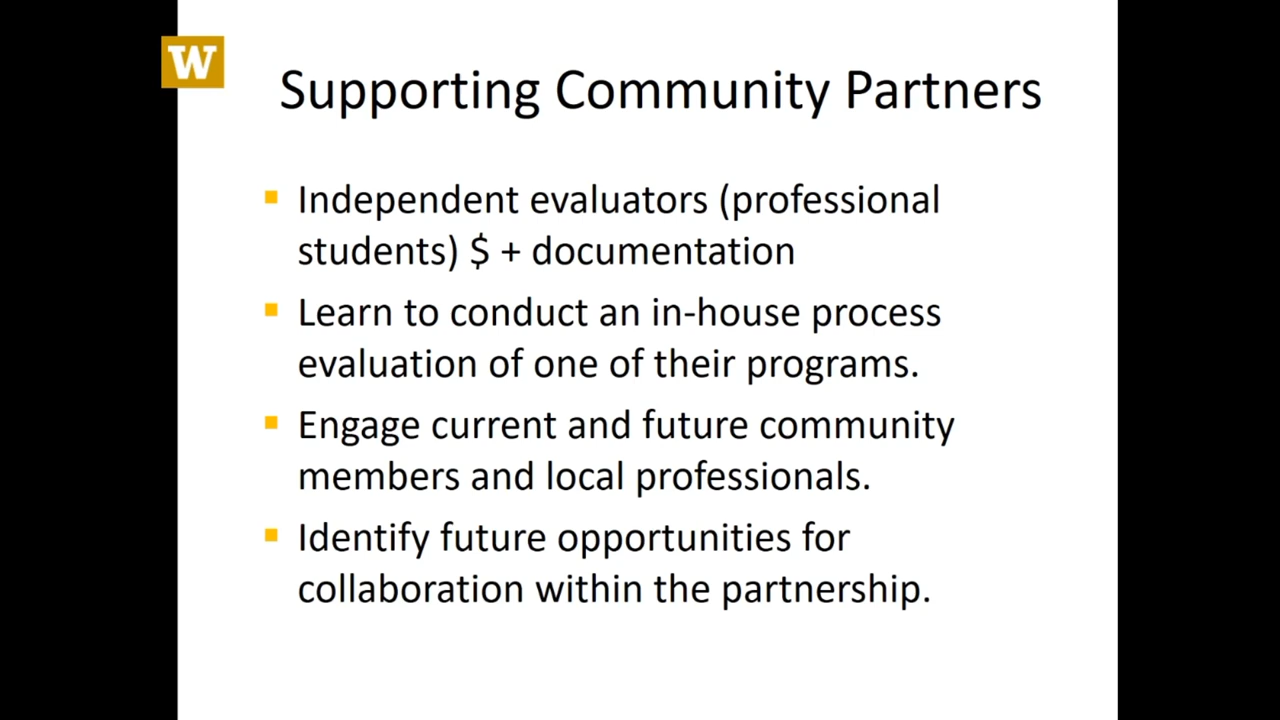 W
Supporting Community Partners
Independent evaluators (professional
students) $ + documentation
Learn to conduct an in-house process
evaluation of one of their programs.
Engage current and future community
members and local professionals.
Identify future opportunities for
collaboration within the partnership.